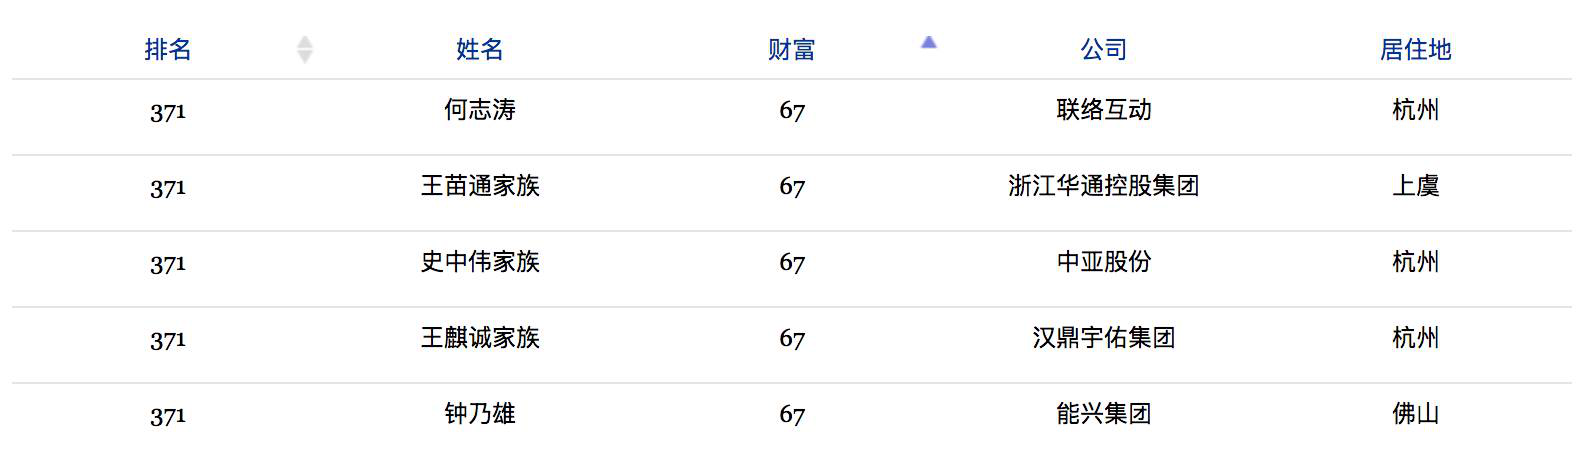 排名 姓名 财富 公司 居住地
371 何志涛 67 联络互动 杭州
371 王苗通家族 67 浙江华通控股集团 上虞
371 史中伟家族 67 中亚股份 杭州
371 王麒诚家族 67 汉鼎宇佑集团 杭州
371 钟乃雄 67 能兴集团 佛山